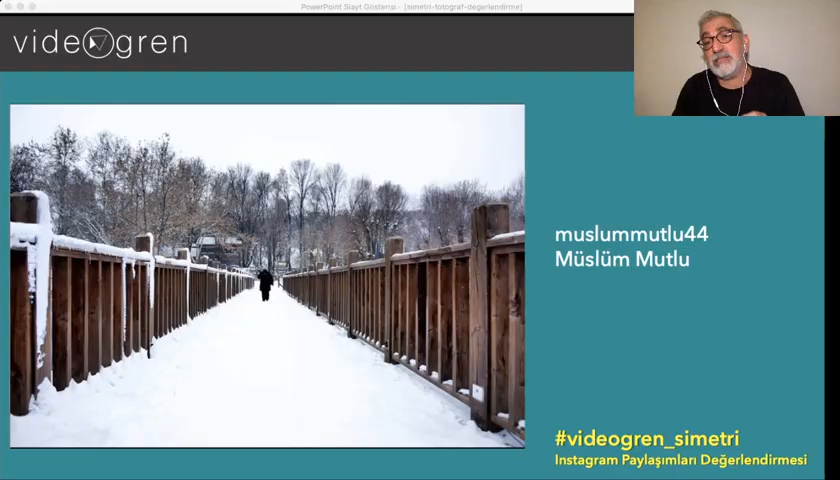 PowerPoint Slayt Gösterisi - [simetri-fotograf-degerlendirme]
videogren
muslummutlu44
Müslüm Mutlu
#videogren_simetri
Instagram Paylaşımları Değerlendirmesi